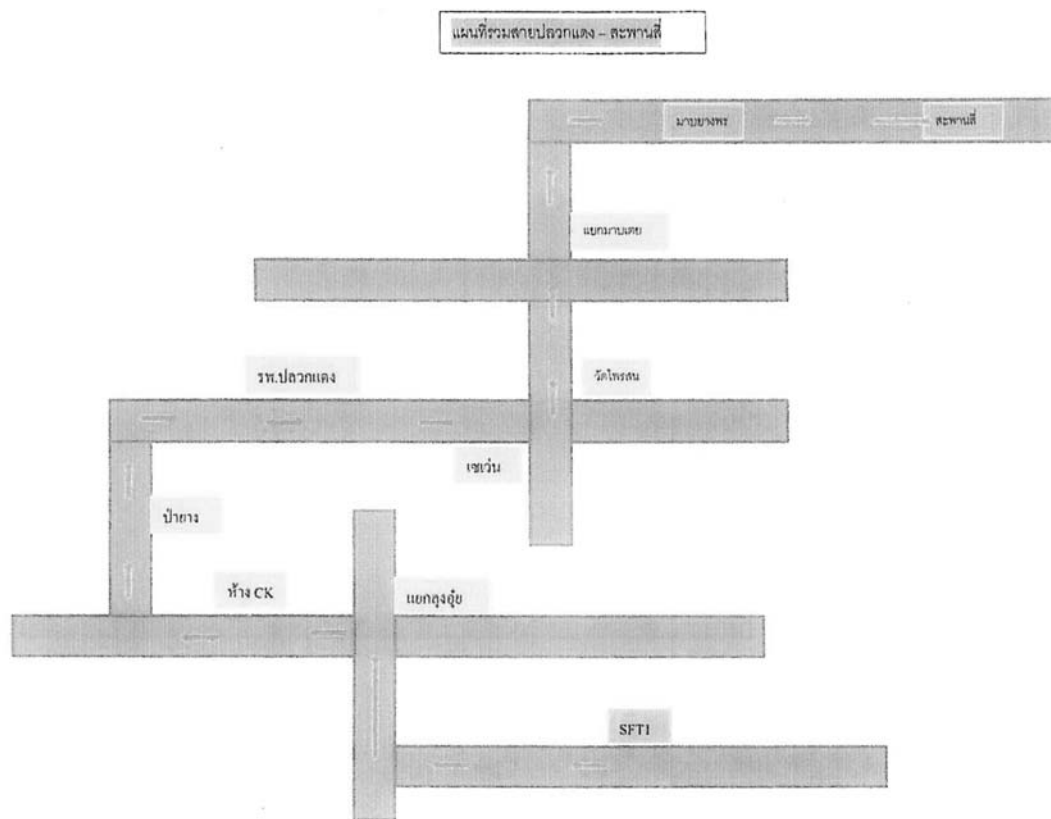 แผนที่รวมสายปลวกแดง – สะพานสี่
มาบยางพร
สะพานสี่
แยกมาบเตย
รพ.ปลวกแดง
วัดไพรสน
เซเว่น
ป่ายาง
ห้าง CK
แยกลุงอุ๋ย
SFT1